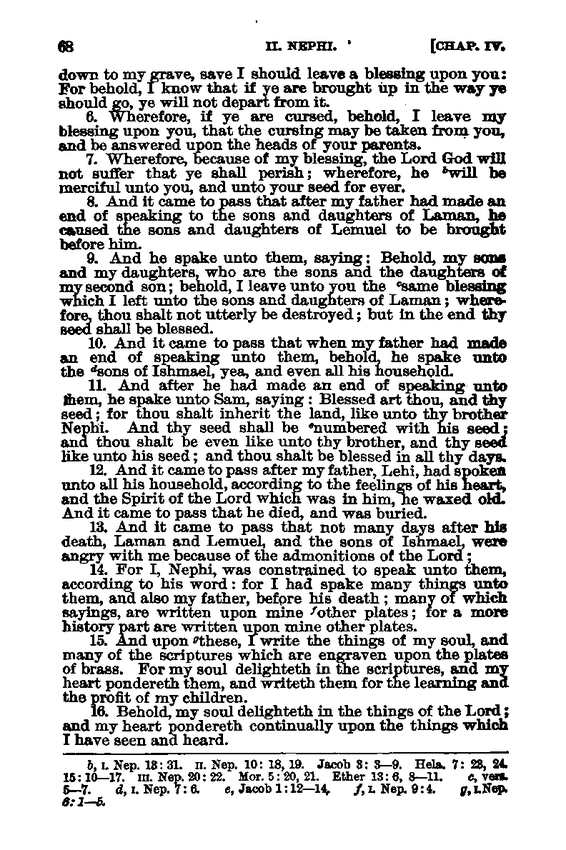 68 II. NEPHI. [CHAP. IV.
down to my grave, save I should leave a blessing upon you:
For behold, I know that if ye are brought up in the way ye
should go, ye will not depart from it.
6. Wherefore, if ye are cursed, behold, I leave my
blessing upon you, that the cursing may be taken from you,
and be answered upon the heads of your parents.
7. Wherefore, because of my blessing, the Lord God will
not suffer that ye shall perish; wherefore, he ᵇwill be
merciful unto you, and unto your seed for ever.
8. And it came to pass that after my father had made an
end of speaking to the sons and daughters of Laman, he
caused the sons and daughters of Lemuel to be brought
before him.
9. And he spake unto them, saying: Behold, my sons
and my daughters, who are the sons and the daughters of
my second son; behold, I leave unto you the ᶜsame blessing
which I left unto the sons and daughters of Laman; where-
fore, thou shalt not utterly be destroyed; but in the end thy
seed shall be blessed.
10. And it came to pass that when my father had made
an end of speaking unto them, behold, he spake unto
the ᵈsons of Ishmael, yea, and even all his household.
11. And after he had made an end of speaking unto
them, he spake unto Sam, saying: Blessed art thou, and thy
seed; for thou shalt inherit the land, like unto thy brother
Nephi. And thy seed shall be ᵉnumbered with his seed;
and thou shalt be even like unto thy brother, and thy seed
like unto his seed; and thou shalt be blessed in all thy days.
12. And it came to pass after my father, Lehi, had spoken
unto all his household, according to the feelings of his heart,
and the Spirit of the Lord which was in him, he waxed old.
And it came to pass that he died, and was buried.
13. And it came to pass that not many days after his
death, Laman and Lemuel, and the sons of Ishmael, were
angry with me because of the admonitions of the Lord;
14. For I, Nephi, was constrained to speak unto them,
according to his word: for I had spake many things unto
them, and also my father, before his death; many of which
sayings, are written upon mine ᶠother plates; for a more
history part are written upon mine other plates.
15. And upon ᵍthese, I write the things of my soul, and
many of the scriptures which are engraven upon the plates
of brass. For my soul delighteth in the scriptures, and my
heart pondereth them, and writeth them for the learning and
the profit of my children.
16. Behold, my soul delighteth in the things of the Lord;
and my heart pondereth continually upon the things which
I have seen and heard.
b, I. Nep. 13: 31. II. Nep. 10: 18, 19. Jacob 3: 3—9. Hela. 7: 23, 24.
15: 10—17. III. Nep. 20: 22. Mor. 5: 20, 21. Ether 13: 6, 8—11. c, vers.
5—7. d, I. Nep. 7: 6. e, Jacob 1: 12—14. f, I. Nep. 9: 4. g, I. Nep.
6: 1—5.